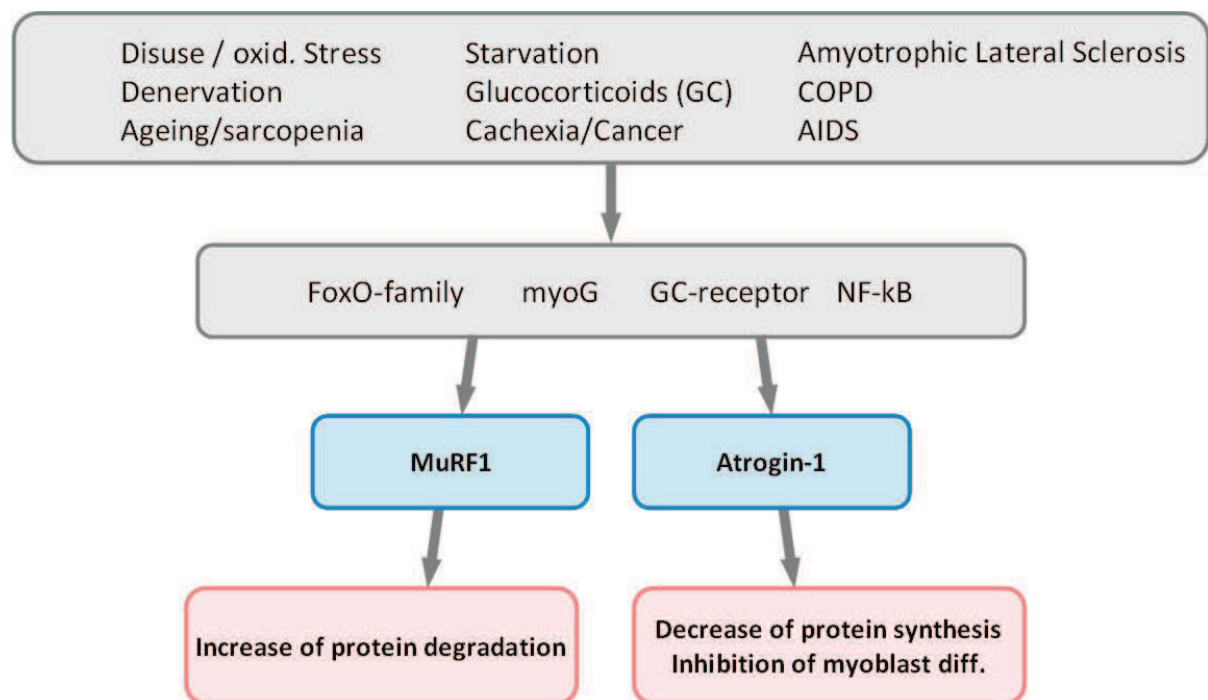 Disuse / oxid. Stress
Denervation
Ageing/sarcopenia
Starvation
Glucocorticoids (GC)
Cachexia/Cancer
Amyotrophic Lateral Sclerosis
COPD
AIDS
FoxO-family myoG GC-receptor NF-kB
MuRF1
Atrogin-1
Increase of protein degradation
Decrease of protein synthesis
Inhibition of myoblast diff.